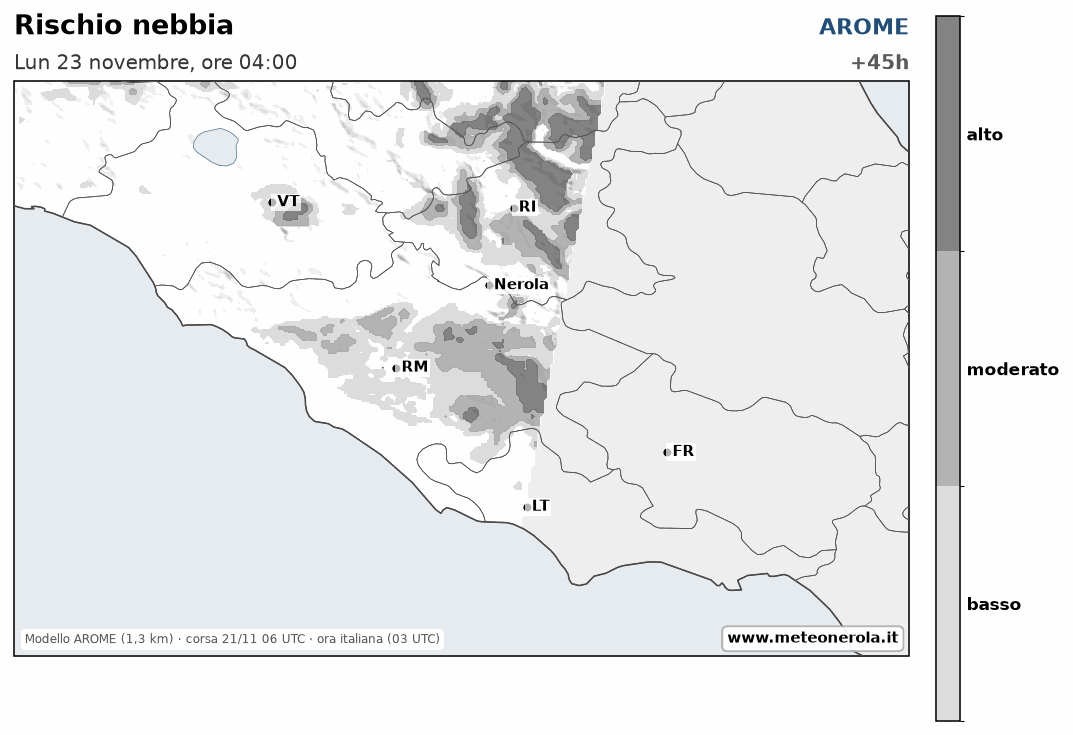 Rischio nebbia
AROME
Lun 23 novembre, ore 04:00
+45h
alto
VT
RI
Nerola
moderato
RM
FR
LT
basso
Modello AROME (1,3 km) · corsa 21/11 06 UTC · ora italiana (03 UTC)
www.meteonerola.it